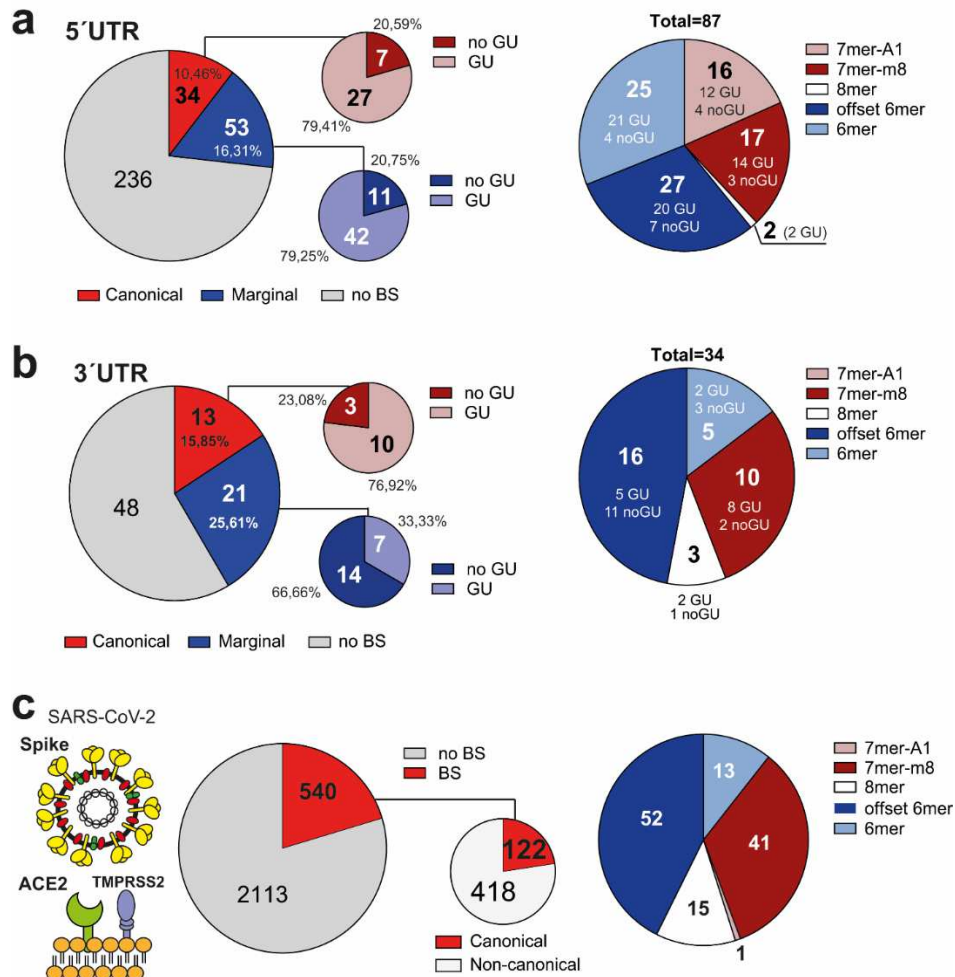 a
5´UTR
10,46%
34
53
16,31%
236
20,59%
7
27
79,41%
no GU
GU
20,75%
11
42
79,25%
no GU
GU
Canonical Marginal no BS
Total=87
16
12 GU
4 noGU
17
14 GU
3 noGU
2 (2 GU)
27
20 GU
7 noGU
25
21 GU
4 noGU
7mer-A1
7mer-m8
8mer
offset 6mer
6mer
b
3´UTR
13
15,85%
21
25,61%
48
23,08%
3
10
76,92%
no GU
GU
33,33%
7
14
66,66%
no GU
GU
Canonical Marginal no BS
Total=34
2 GU
3 noGU
5
10
8 GU
2 noGU
3
2 GU
1 noGU
16
5 GU
11 noGU
7mer-A1
7mer-m8
8mer
offset 6mer
6mer
c
SARS-CoV-2
Spike
ACE2
TMPRSS2
540
2113
no BS
BS
122
418
Canonical
Non-canonical
13
41
1
15
52
7mer-A1
7mer-m8
8mer
offset 6mer
6mer